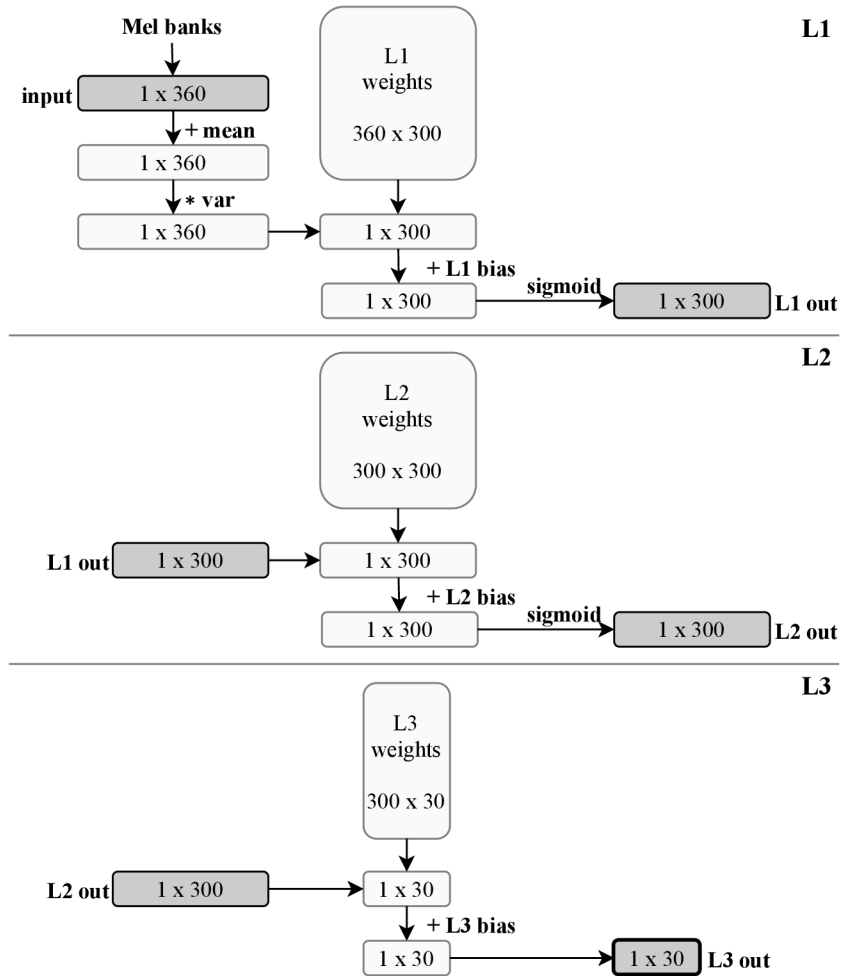 Mel banks
L1
input
1 x 360
L1
weights
360 x 300
+ mean
1 x 360
* var
1 x 360
1 x 300
+ L1 bias
1 x 300
sigmoid
1 x 300
L1 out
L2
L2
weights
300 x 300
L1 out
1 x 300
1 x 300
+ L2 bias
1 x 300
sigmoid
1 x 300
L2 out
L3
L3
weights
300 x 30
L2 out
1 x 300
1 x 30
+ L3 bias
1 x 30
1 x 30
L3 out